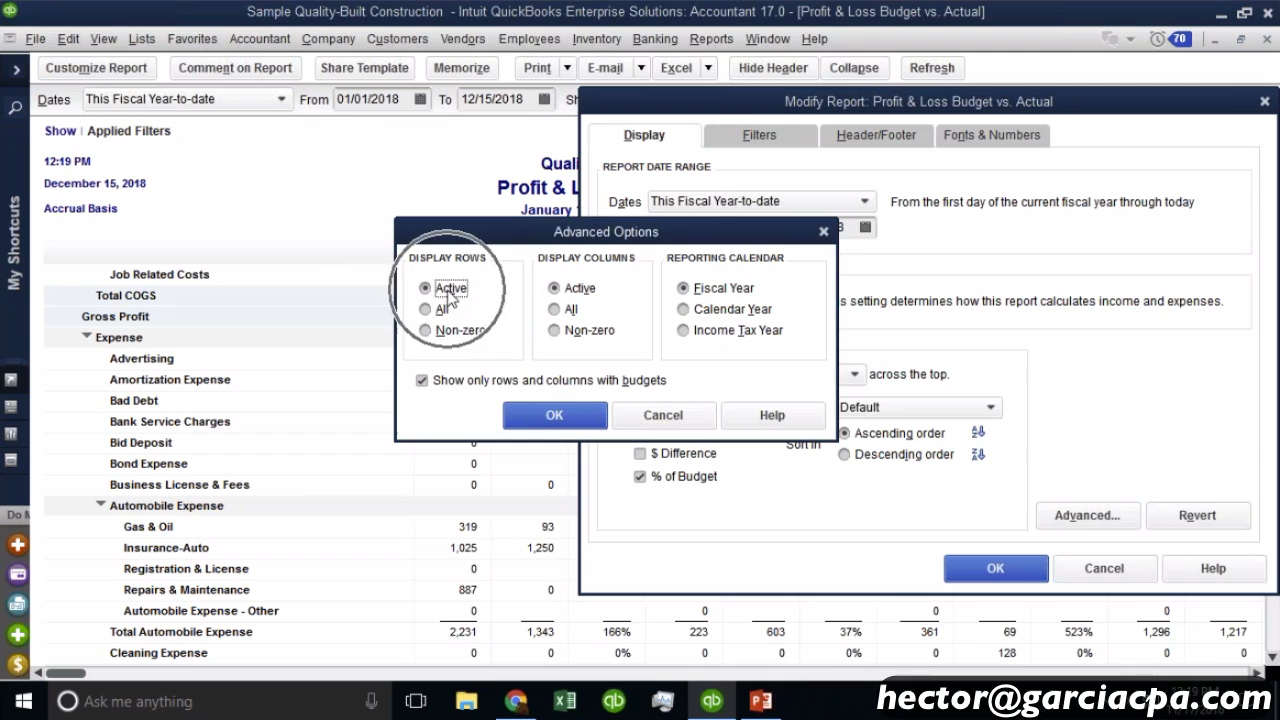 Sample Quality-Built Construction - Intuit QuickBooks Enterprise Solutions: Accountant 17.0 - [Profit & Loss Budget vs. Actual]
File Edit View Lists Favorites Accountant Company Customers Vendors Employees Inventory Banking Reports Window Help 70
Customize Report Comment on Report Share Template Memorize Print E-mail Excel Hide Header Collapse Refresh
Dates This Fiscal Year-to-date From 01/01/2018 To 12/15/2018
Show Applied Filters
12:19 PM
December 15, 2018
Accrual Basis
Quali
Profit & L
January 1
My Shortcuts
Job Related Costs
Total COGS
Gross Profit
Expense
Advertising
Amortization Expense
Bad Debt
Bank Service Charges
Bid Deposit 0
Bond Expense 0
Business License & Fees 0 0
Automobile Expense
Gas & Oil 319 93
Insurance-Auto 1,025 1,250
Registration & License 0
Repairs & Maintenance 887 0
Automobile Expense - Other 0 0 0 0
Total Automobile Expense 2,231 1,343 166% 223 603 37% 361 69 523% 1,296 1,217
Cleaning Expense 0 0 0% 0 0 0% 0 128 0% 0 0
Modify Report: Profit & Loss Budget vs. Actual
Display Filters Header/Footer Fonts & Numbers
REPORT DATE RANGE
Dates This Fiscal Year-to-date From the first day of the current fiscal year through today
s setting determines how this report calculates income and expenses.
across the top.
Default
Sort in Ascending order
$ Difference Descending order
% of Budget
Advanced... Revert
OK Cancel Help
Advanced Options
DISPLAY ROWS DISPLAY COLUMNS REPORTING CALENDAR
Active Active Fiscal Year
All All Calendar Year
Non-zero Non-zero Income Tax Year
Show only rows and columns with budgets
OK Cancel Help
Ask me anything
hector@garciacpa.com